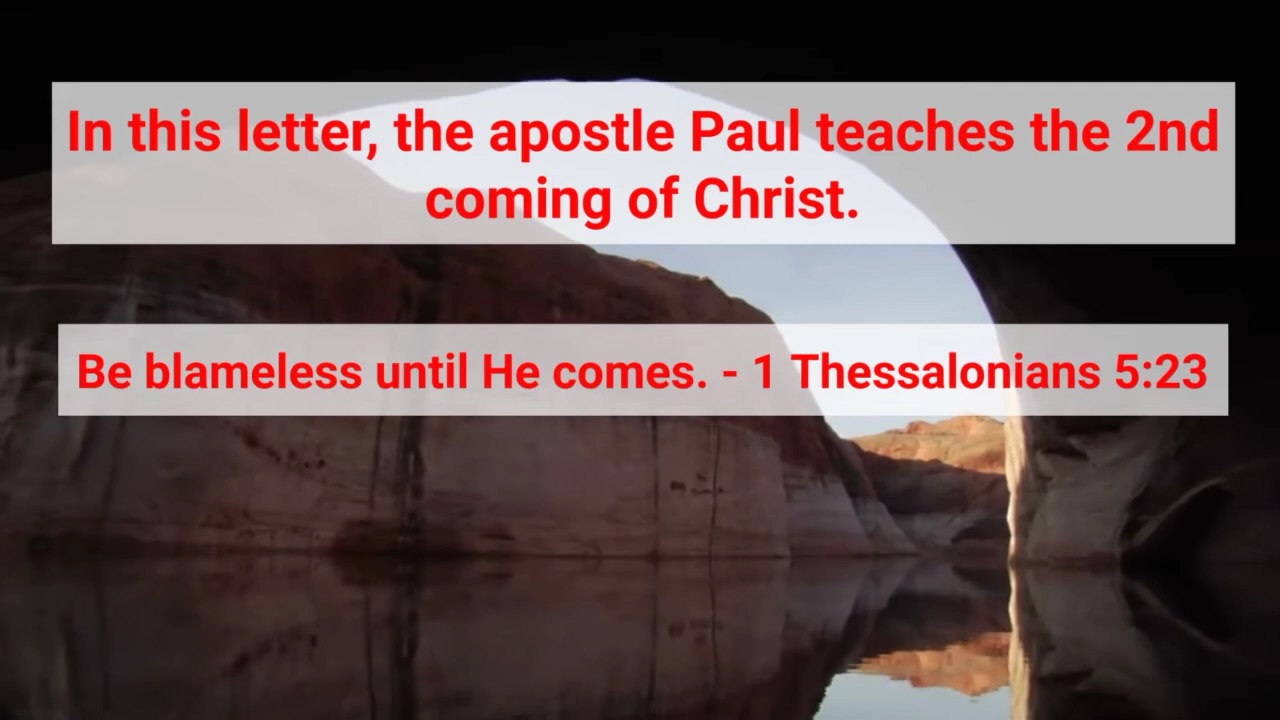 In this letter, the apostle Paul teaches the 2nd
coming of Christ.
Be blameless until He comes. - 1 Thessalonians 5:23